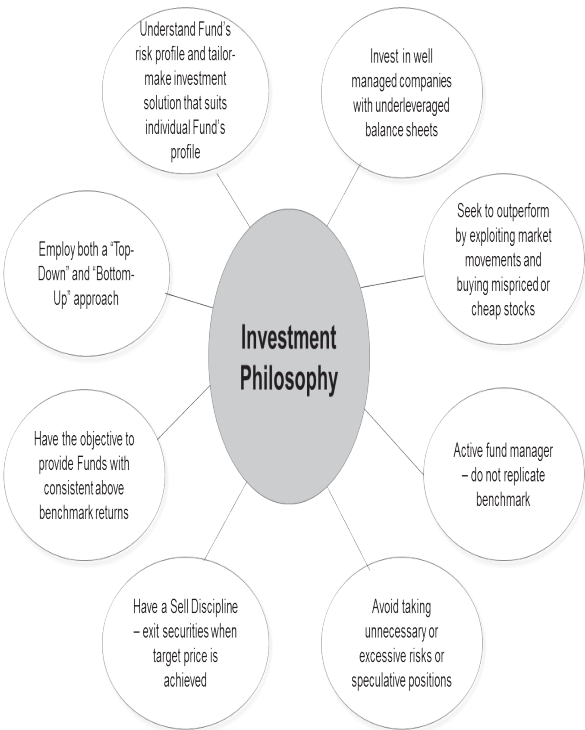 Understand Fund's
risk profile and tailor-
make investment
solution that suits
individual Fund's
profile
Invest in well
managed companies
with underleveraged
balance sheets
Employ both a “Top-
Down” and “Bottom-
Up” approach
Seek to outperform
by exploiting market
movements and
buying mispriced or
cheap stocks
Investment
Philosophy
Have the objective to
provide Funds with
consistent above
benchmark returns
Active fund manager
– do not replicate
benchmark
Have a Sell Discipline
– exit securities when
target price is
achieved
Avoid taking
unnecessary or
excessive risks or
speculative positions